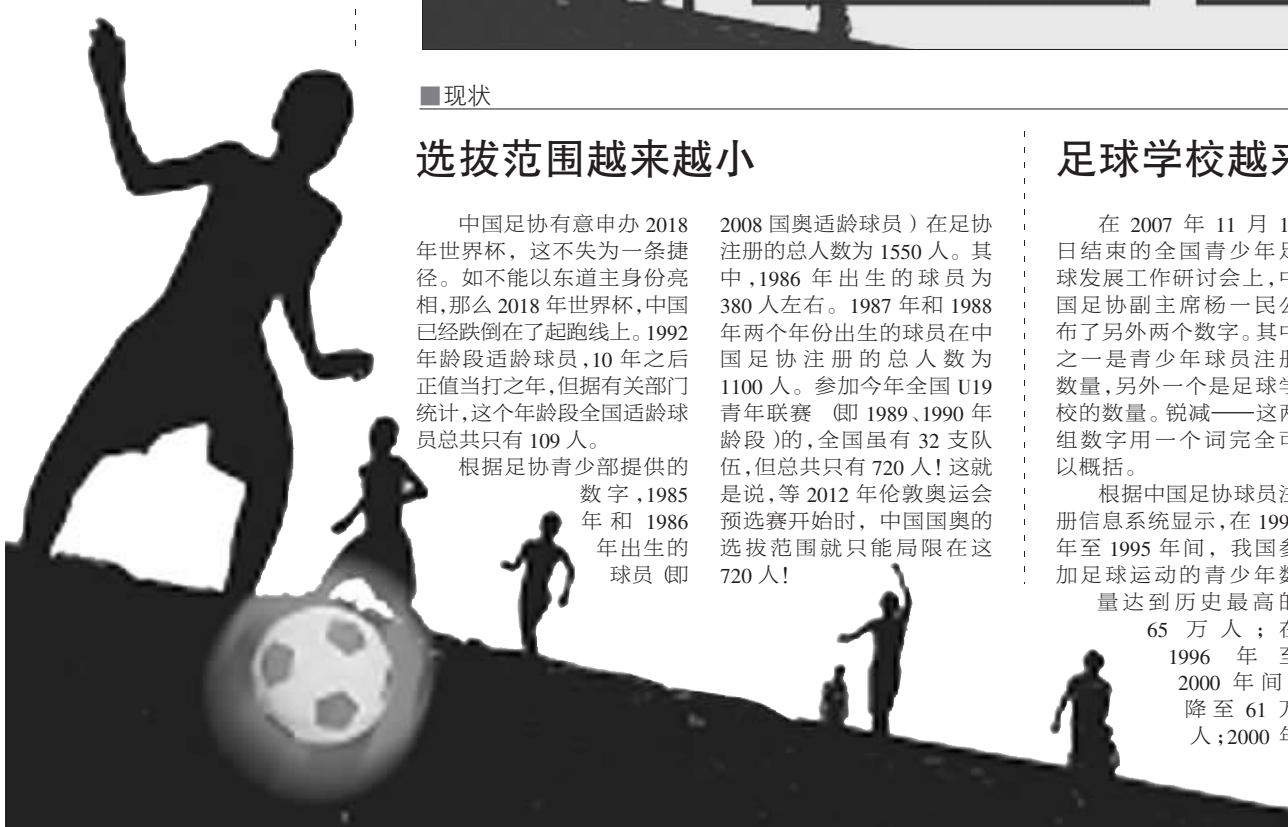 ■现状
选拔范围越来越小
中国足协有意申办 2018
年世界杯，这不失为一条捷
径。如不能以东道主身份亮
相,那么 2018 年世界杯,中国
已经跌倒在了起跑线上。1992
年龄段适龄球员,10 年之后
正值当打之年,但据有关部门
统计,这个年龄段全国适龄球
员总共只有 109 人。
根据足协青少部提供的
数字,1985
年和 1986
年出生的
球员（即
2008 国奥适龄球员）在足协
注册的总人数为 1550 人。其
中,1986 年出生的球员为
380 人左右。1987 年和 1988
年两个年份出生的球员在中
国足协注册的总人数为
1100 人。参加今年全国 U19
青年联赛（即 1989、1990 年
龄段)的,全国虽有 32 支队
伍,但总共只有 720 人！这就
是说,等 2012 年伦敦奥运会
预选赛开始时，中国国奥的
选拔范围就只能局限在这
720 人！
足球学校越来
在 2007 年 11 月 1
日结束的全国青少年足
球发展工作研讨会上,中
国足协副主席杨一民公
布了另外两个数字。其中
之一是青少年球员注册
数量,另外一个是足球学
校的数量。锐减——这两
组数字用一个词完全可
以概括。
根据中国足协球员注
册信息系统显示,在 199
年至 1995 年间，我国参
加足球运动的青少年数
量达到历史最高的
65 万人；在
1996 年至
2000 年间
降至 61 万
人;2000 年